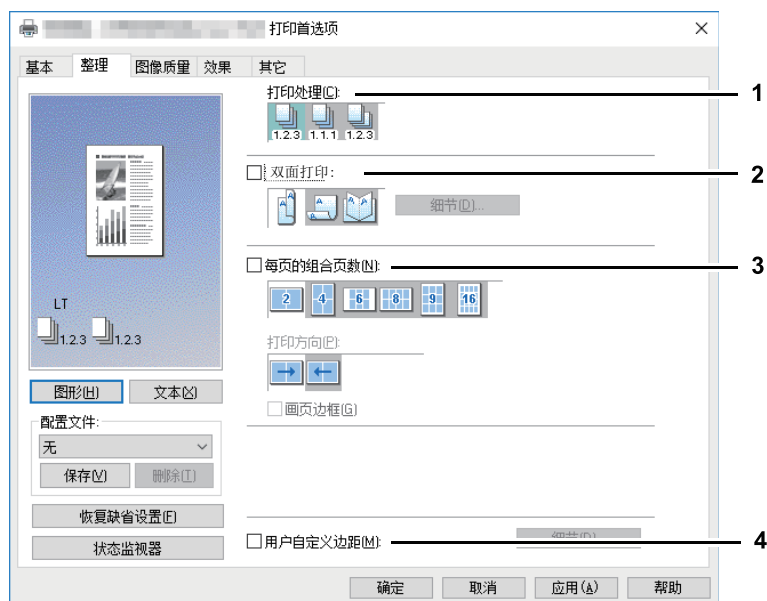 打印首选项
基本 整理 图像质量 效果 其它
打印处理(C): 1
1.2.3 1.1.1 1.2.3
双面打印: 2
细节(D)...
每页的组合页数(N): 3
2 4 6 8 9 16
LT
1.2.3 1.2.3
打印方向(P):
图形(H) 文本(X)
画页边框(G)
配置文件:
无
保存(V) 删除(T)
恢复缺省设置(F)
用户自定义边距(M): 4
状态监视器
确定 取消 应用(A) 帮助